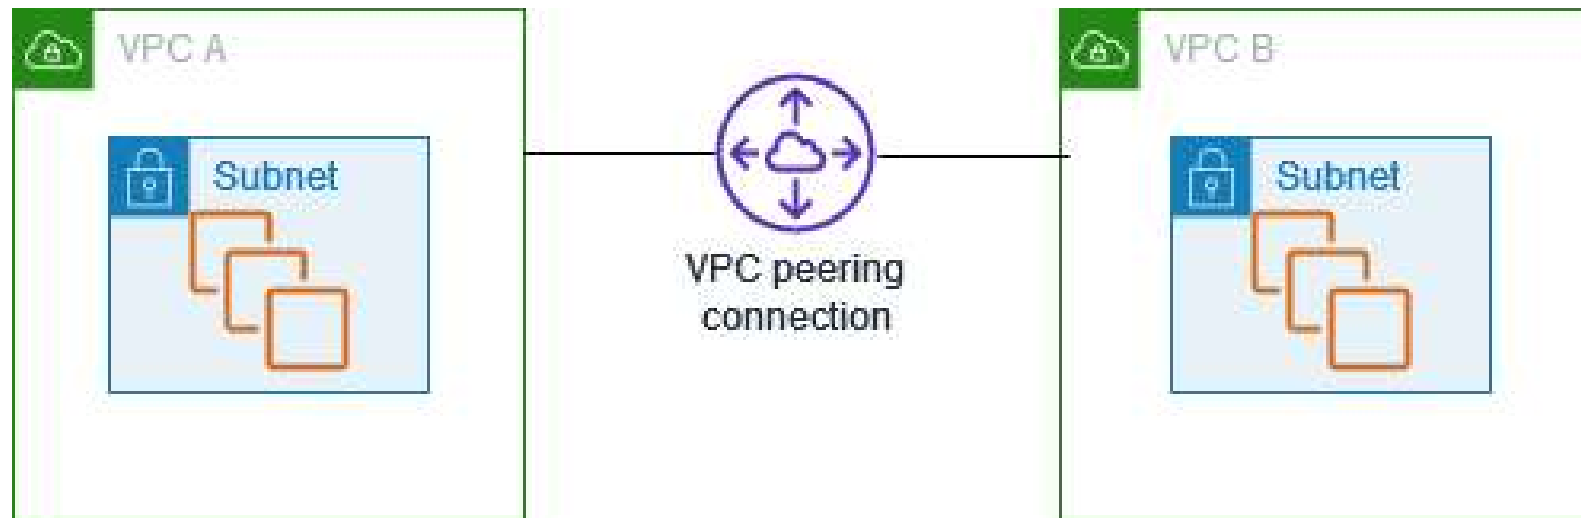 VPC A
VPC B
Subnet
Subnet
VPC peering
connection